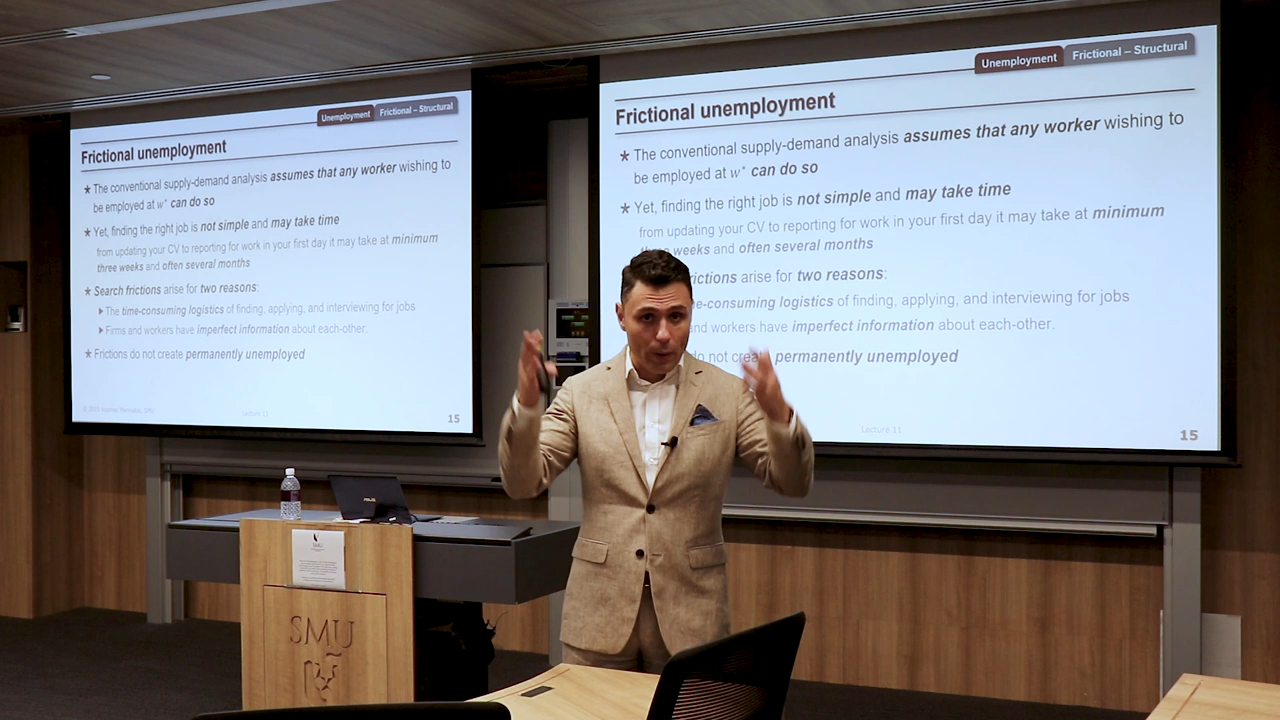 Unemployment Frictional – Structural
Frictional unemployment
★ The conventional supply-demand analysis assumes that any worker wishing to
be employed at w* can do so
★ Yet, finding the right job is not simple and may take time
from updating your CV to reporting for work in your first day it may take at minimum
three weeks and often several months
★ Search frictions arise for two reasons:
▶ The time-consuming logistics of finding, applying, and interviewing for jobs
▶ Firms and workers have imperfect information about each-other.
★ Frictions do not create permanently unemployed
Lecture 11
15
Unemployment Frictional – Structural
Frictional unemployment
★ The conventional supply-demand analysis assumes that any worker wishing to
be employed at w* can do so
★ Yet, finding the right job is not simple and may take time
from updating your CV to reporting for work in your first day it may take at minimum
three weeks and often several months
frictions arise for two reasons:
time-consuming logistics of finding, applying, and interviewing for jobs
and workers have imperfect information about each-other.
do not create permanently unemployed
Lecture 11
15
ASUS
SMU
SMU